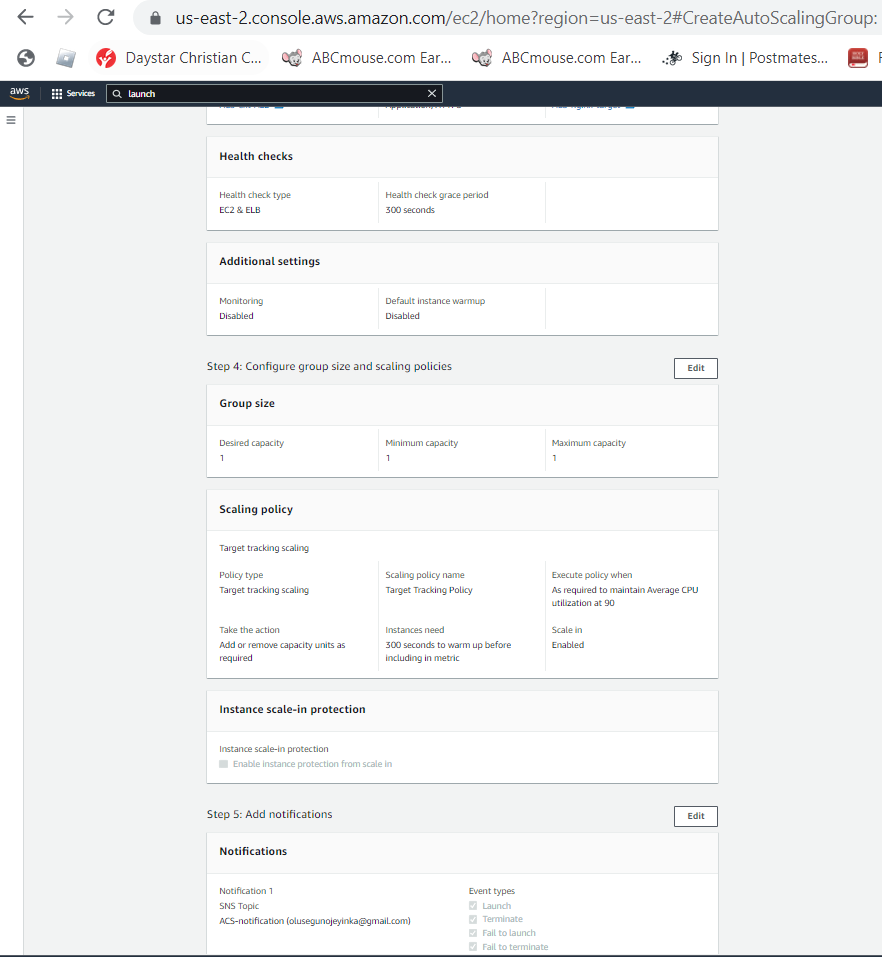 us-east-2.console.aws.amazon.com/ec2/home?region=us-east-2#CreateAutoScalingGroup:
Daystar Christian C... ABCmouse.com Ear... ABCmouse.com Ear... Sign In | Postmates...
aws Services launch
Health checks
Health check type Health check grace period
EC2 & ELB 300 seconds
Additional settings
Monitoring Default instance warmup
Disabled Disabled
Step 4: Configure group size and scaling policies Edit
Group size
Desired capacity Minimum capacity Maximum capacity
1 1 1
Scaling policy
Target tracking scaling
Policy type Scaling policy name Execute policy when
Target tracking scaling Target Tracking Policy As required to maintain Average CPU
utilization at 90
Take the action Instances need Scale in
Add or remove capacity units as 300 seconds to warm up before Enabled
required including in metric
Instance scale-in protection
Instance scale-in protection
Enable instance protection from scale in
Step 5: Add notifications Edit
Notifications
Notification 1 Event types
SNS Topic Launch
ACS-notification (olusegunojeyinka@gmail.com) Terminate
Fail to launch
Fail to terminate